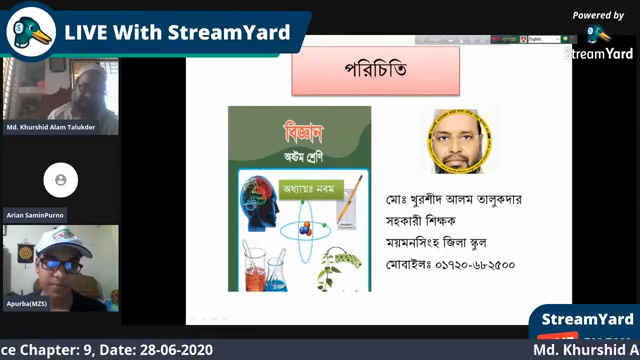 LIVE With StreamYard
Powered by
StreamYard
English
পরিচিতি
Md. Khurshid Alam Talukder
বিজ্ঞান
অষ্টম শ্রেণি
অধ্যায়ঃ নবম
Arian SaminPurno
মোঃ খুরশীদ আলম তালুকদার
সহকারী শিক্ষক
ময়মনসিংহ জিলা স্কুল
মোবাইলঃ ০১৭২০-৬৮২৫০০
Apurba(MZS)
StreamYard
ce Chapter: 9, Date: 28-06-2020
Md. Khurshid A